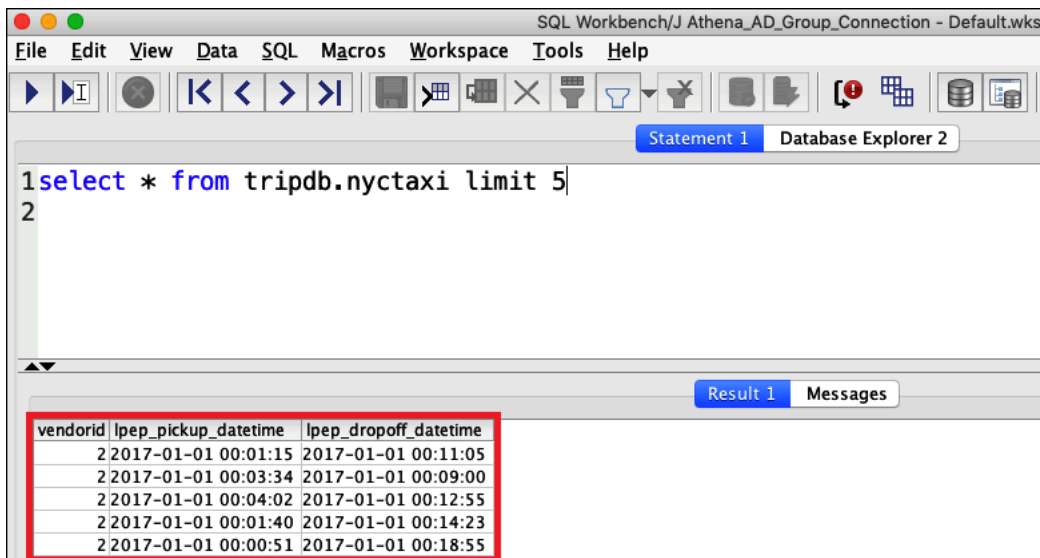 SQL Workbench/J Athena_AD_Group_Connection - Default.wks
File Edit View Data SQL Macros Workspace Tools Help
Statement 1 Database Explorer 2
1 select * from tripdb.nyctaxi limit 5
2
Result 1 Messages
vendorid lpep_pickup_datetime lpep_dropoff_datetime
2 2017-01-01 00:01:15 2017-01-01 00:11:05
2 2017-01-01 00:03:34 2017-01-01 00:09:00
2 2017-01-01 00:04:02 2017-01-01 00:12:55
2 2017-01-01 00:01:40 2017-01-01 00:14:23
2 2017-01-01 00:00:51 2017-01-01 00:18:55